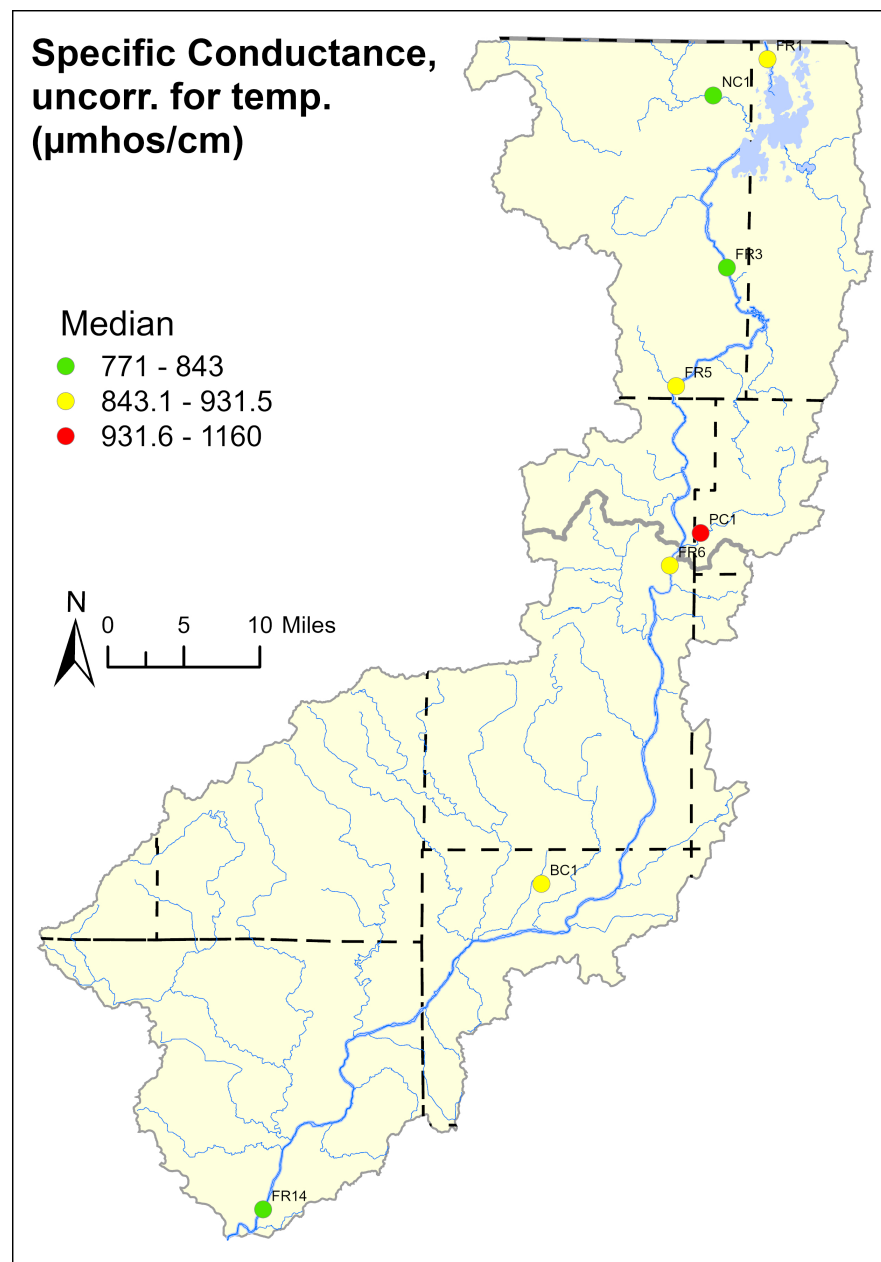 Specific Conductance,
uncorr. for temp.
(µmhos/cm)
FR1
NC1
FR3
Median
771 - 843
843.1 - 931.5
931.6 - 1160
FR5
PC1
FR6
N
0 5 10 Miles
BC1
FR14